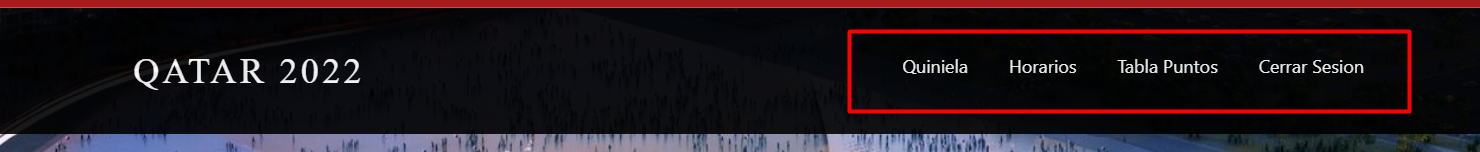 QATAR 2022
Quiniela Horarios Tabla Puntos Cerrar Sesion